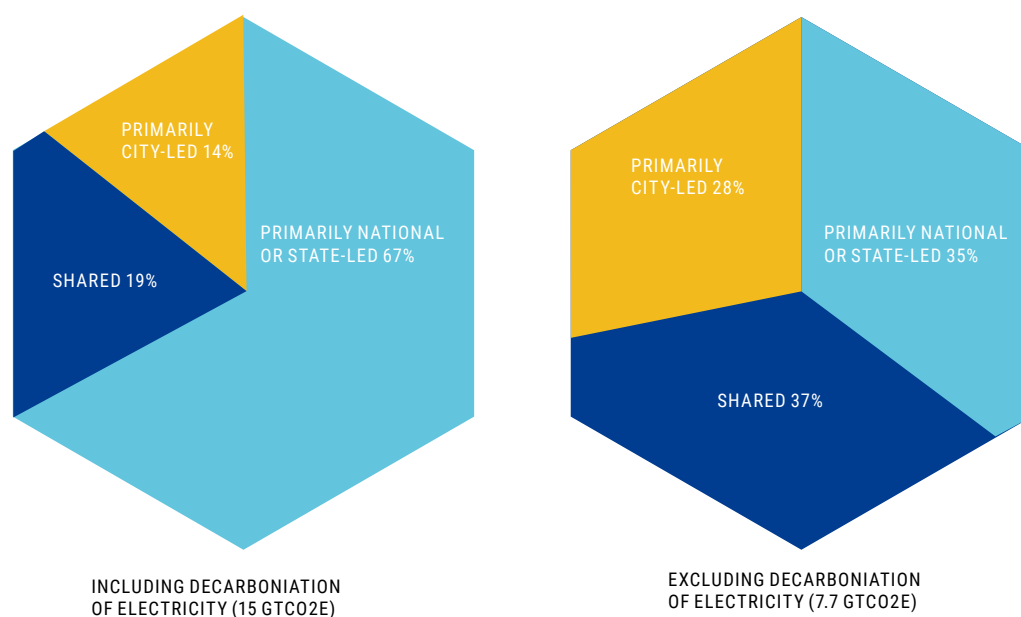 PRIMARILY
CITY-LED 14%
PRIMARILY NATIONAL
OR STATE-LED 67%
SHARED 19%
INCLUDING DECARBONIATION
OF ELECTRICITY (15 GTCO2E)
PRIMARILY
CITY-LED 28%
PRIMARILY NATIONAL
OR STATE-LED 35%
SHARED 37%
EXCLUDING DECARBONIATION
OF ELECTRICITY (7.7 GTCO2E)